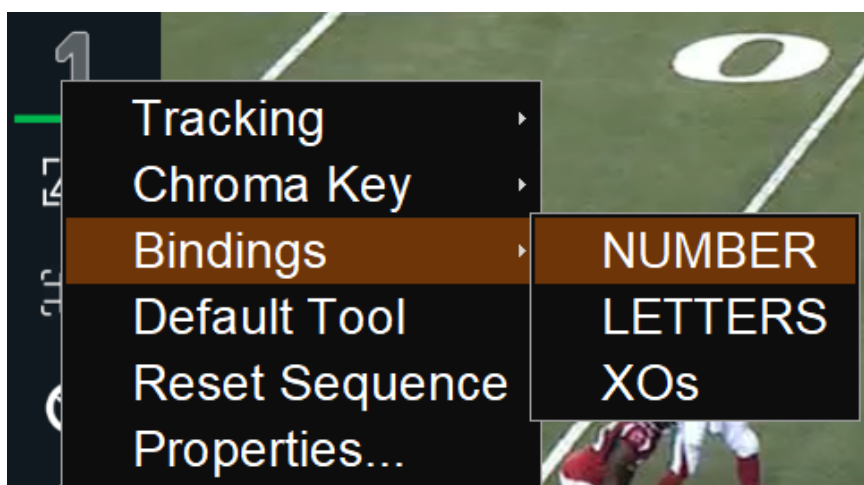 1
Tracking
Chroma Key
Bindings
Default Tool
Reset Sequence
Properties...
NUMBER
LETTERS
XOs
0